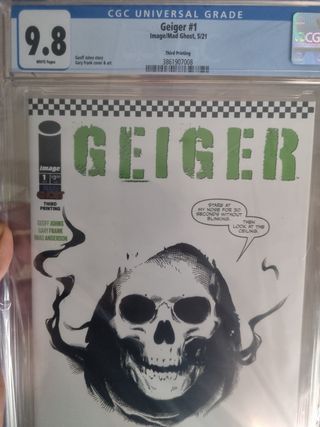 CGC UNIVERSAL GRADE
9.8
WHITE Pages
Geiger #1
Image/Mad Ghost, 5/21
Geoff Johns story
Gary Frank cover & art
Third Printing
3861907008
CGC
image
1
THIRD
PRINTING
GEIGER
GEOFF JOHNS
GARY FRANK
BRAD ANDERSON
STARE AT
MY NOSE FOR 30
SECONDS WITHOUT
BLINKING.
THEN
LOOK AT THE
CEILING.